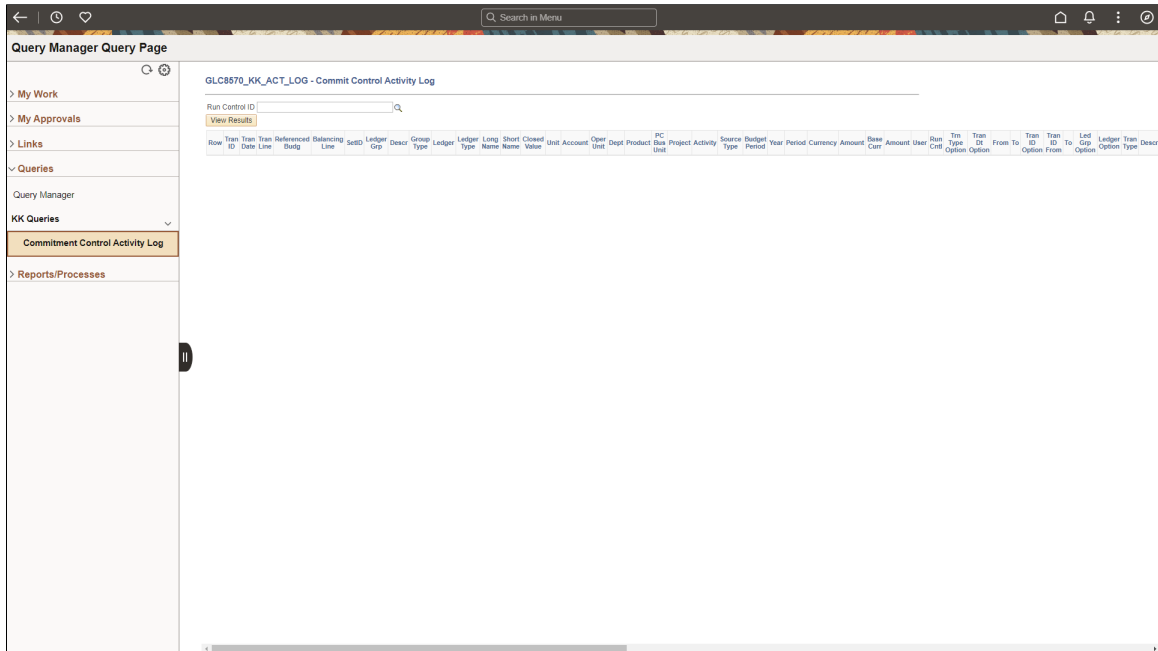 Search in Menu
Query Manager Query Page
My Work
My Approvals
Links
Queries
Query Manager
KK Queries
Commitment Control Activity Log
Reports/Processes
GLC8570_KK_ACT_LOG - Commit Control Activity Log
Run Control ID
View Results
Row Tran ID Tran Date Tran Line Referenced Budg Balancing Line SetID Ledger Grp Descr Group Type Ledger Ledger Type Long Name Short Name Closed Value Unit Account Oper Unit Dept Product PC Bus Unit Project Activity Source Type Budget Period Year Period Currency Amount Base Curr Amount User Run Cntl Trn Type Option Tran Dt Option From To Tran ID Option Tran ID From To Led Grp Option Ledger Option Tran Type Descr